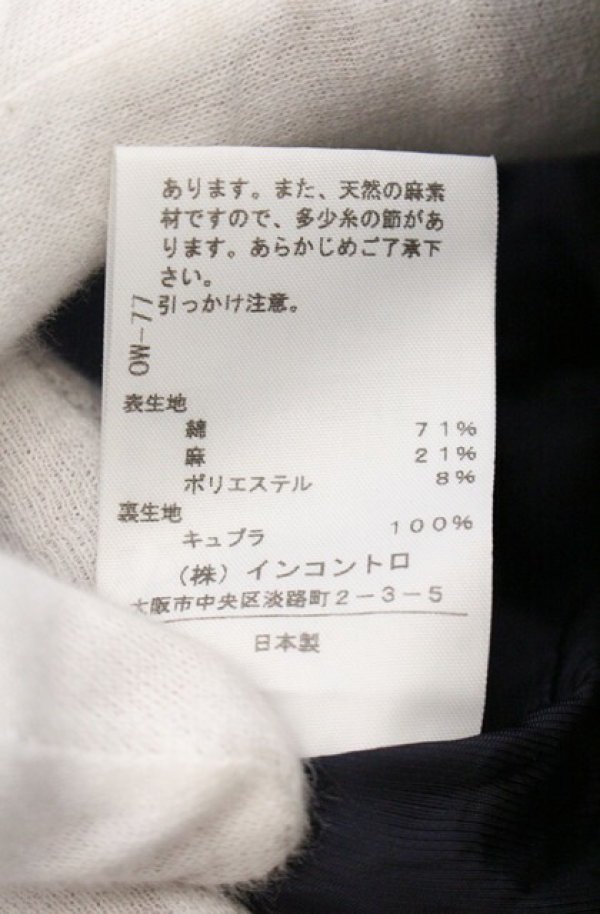 あります。また、天然の麻素
材ですので、多少糸の節があ
ります。あらかじめご了承下
さい。
引っかけ注意。
OW-77
表生地
綿 71%
麻 21%
ポリエステル 8%
裏生地
キュプラ 100%
(株)インコントロ
大阪市中央区淡路町2-3-5
日本製